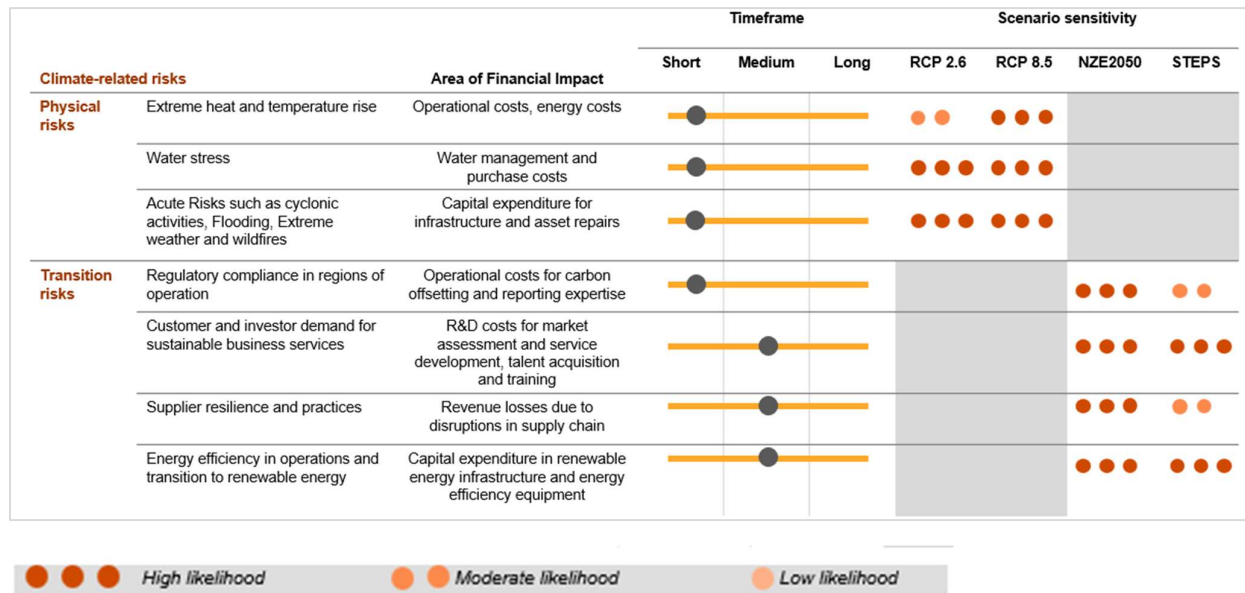 Timeframe Scenario sensitivity
Climate-related risks Area of Financial Impact Short Medium Long RCP 2.6 RCP 8.5 NZE2050 STEPS
Physical risks
Extreme heat and temperature rise
Operational costs, energy costs
Water stress
Water management and
purchase costs
Acute Risks such as cyclonic
activities, Flooding, Extreme
weather and wildfires
Capital expenditure for
infrastructure and asset repairs
Transition risks
Regulatory compliance in regions of
operation
Operational costs for carbon
offsetting and reporting expertise
Customer and investor demand for
sustainable business services
R&D costs for market
assessment and service
development, talent acquisition
and training
Supplier resilience and practices
Revenue losses due to
disruptions in supply chain
Energy efficiency in operations and
transition to renewable energy
Capital expenditure in renewable
energy infrastructure and energy
efficiency equipment
High likelihood Moderate likelihood Low likelihood